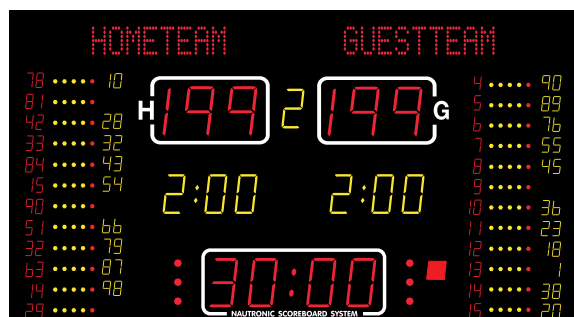 HOMETEAM GUESTTEAM
78 10 H 199 2 199 G 4 90
81 5 89
42 28 6 76
33 32 7 55
84 43 8 45
15 54 2:00 2:00 9
90 10 36
51 66 11 23
32 79 12 18
63 87 30:00 13 1
14 98 14 38
29 NAUTRONIC SCOREBOARD SYSTEM 15 20